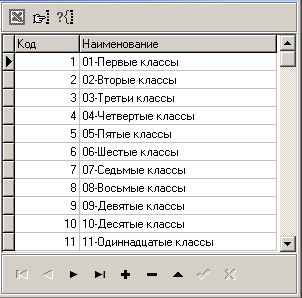 ?{}
Код Наименование
1 01-Первые классы
2 02-Вторые классы
3 03-Третьи классы
4 04-Четвертые классы
5 05-Пятые классы
6 06-Шестые классы
7 07-Седьмые классы
8 08-Восьмые классы
9 09-Девятые классы
10 10-Десятые классы
11 11-Одиннадцатые классы